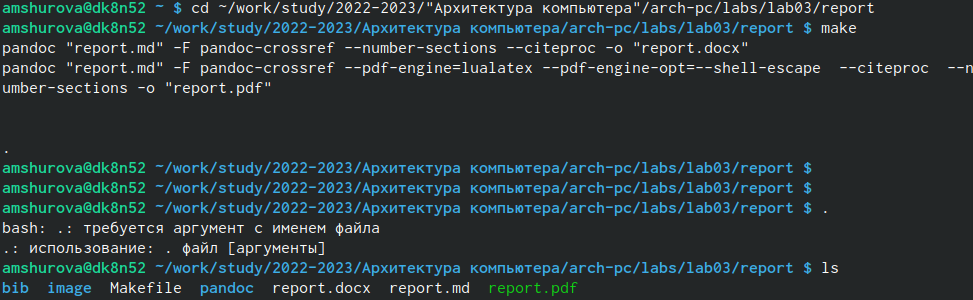 amshurova@dk8n52 ~ $ cd ~/work/study/2022-2023/"Архитектура компьютера"/arch-pc/labs/lab03/report
amshurova@dk8n52 ~/work/study/2022-2023/Архитектура компьютера/arch-pc/labs/lab03/report $ make
pandoc "report.md" -F pandoc-crossref --number-sections --citeproc -o "report.docx"
pandoc "report.md" -F pandoc-crossref --pdf-engine=lualatex --pdf-engine-opt=--shell-escape  --citeproc  --n
umber-sections -o "report.pdf"
.
amshurova@dk8n52 ~/work/study/2022-2023/Архитектура компьютера/arch-pc/labs/lab03/report $
amshurova@dk8n52 ~/work/study/2022-2023/Архитектура компьютера/arch-pc/labs/lab03/report $
amshurova@dk8n52 ~/work/study/2022-2023/Архитектура компьютера/arch-pc/labs/lab03/report $ .
bash: .: требуется аргумент с именем файла
.: использование: . файл [аргументы]
amshurova@dk8n52 ~/work/study/2022-2023/Архитектура компьютера/arch-pc/labs/lab03/report $ ls
bib  image  Makefile  pandoc  report.docx  report.md  report.pdf